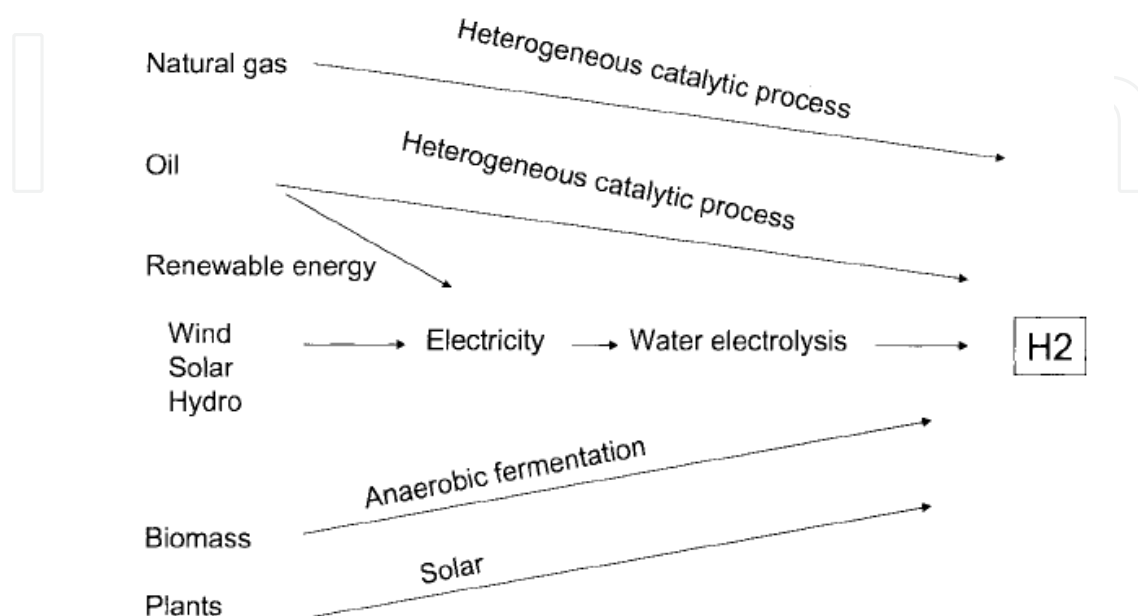 Heterogeneous catalytic process
Natural gas
Heterogeneous catalytic process
Oil
Renewable energy
Wind
Solar
Hydro
Electricity
Water electrolysis
H2
Anaerobic fermentation
Biomass
Solar
Plants